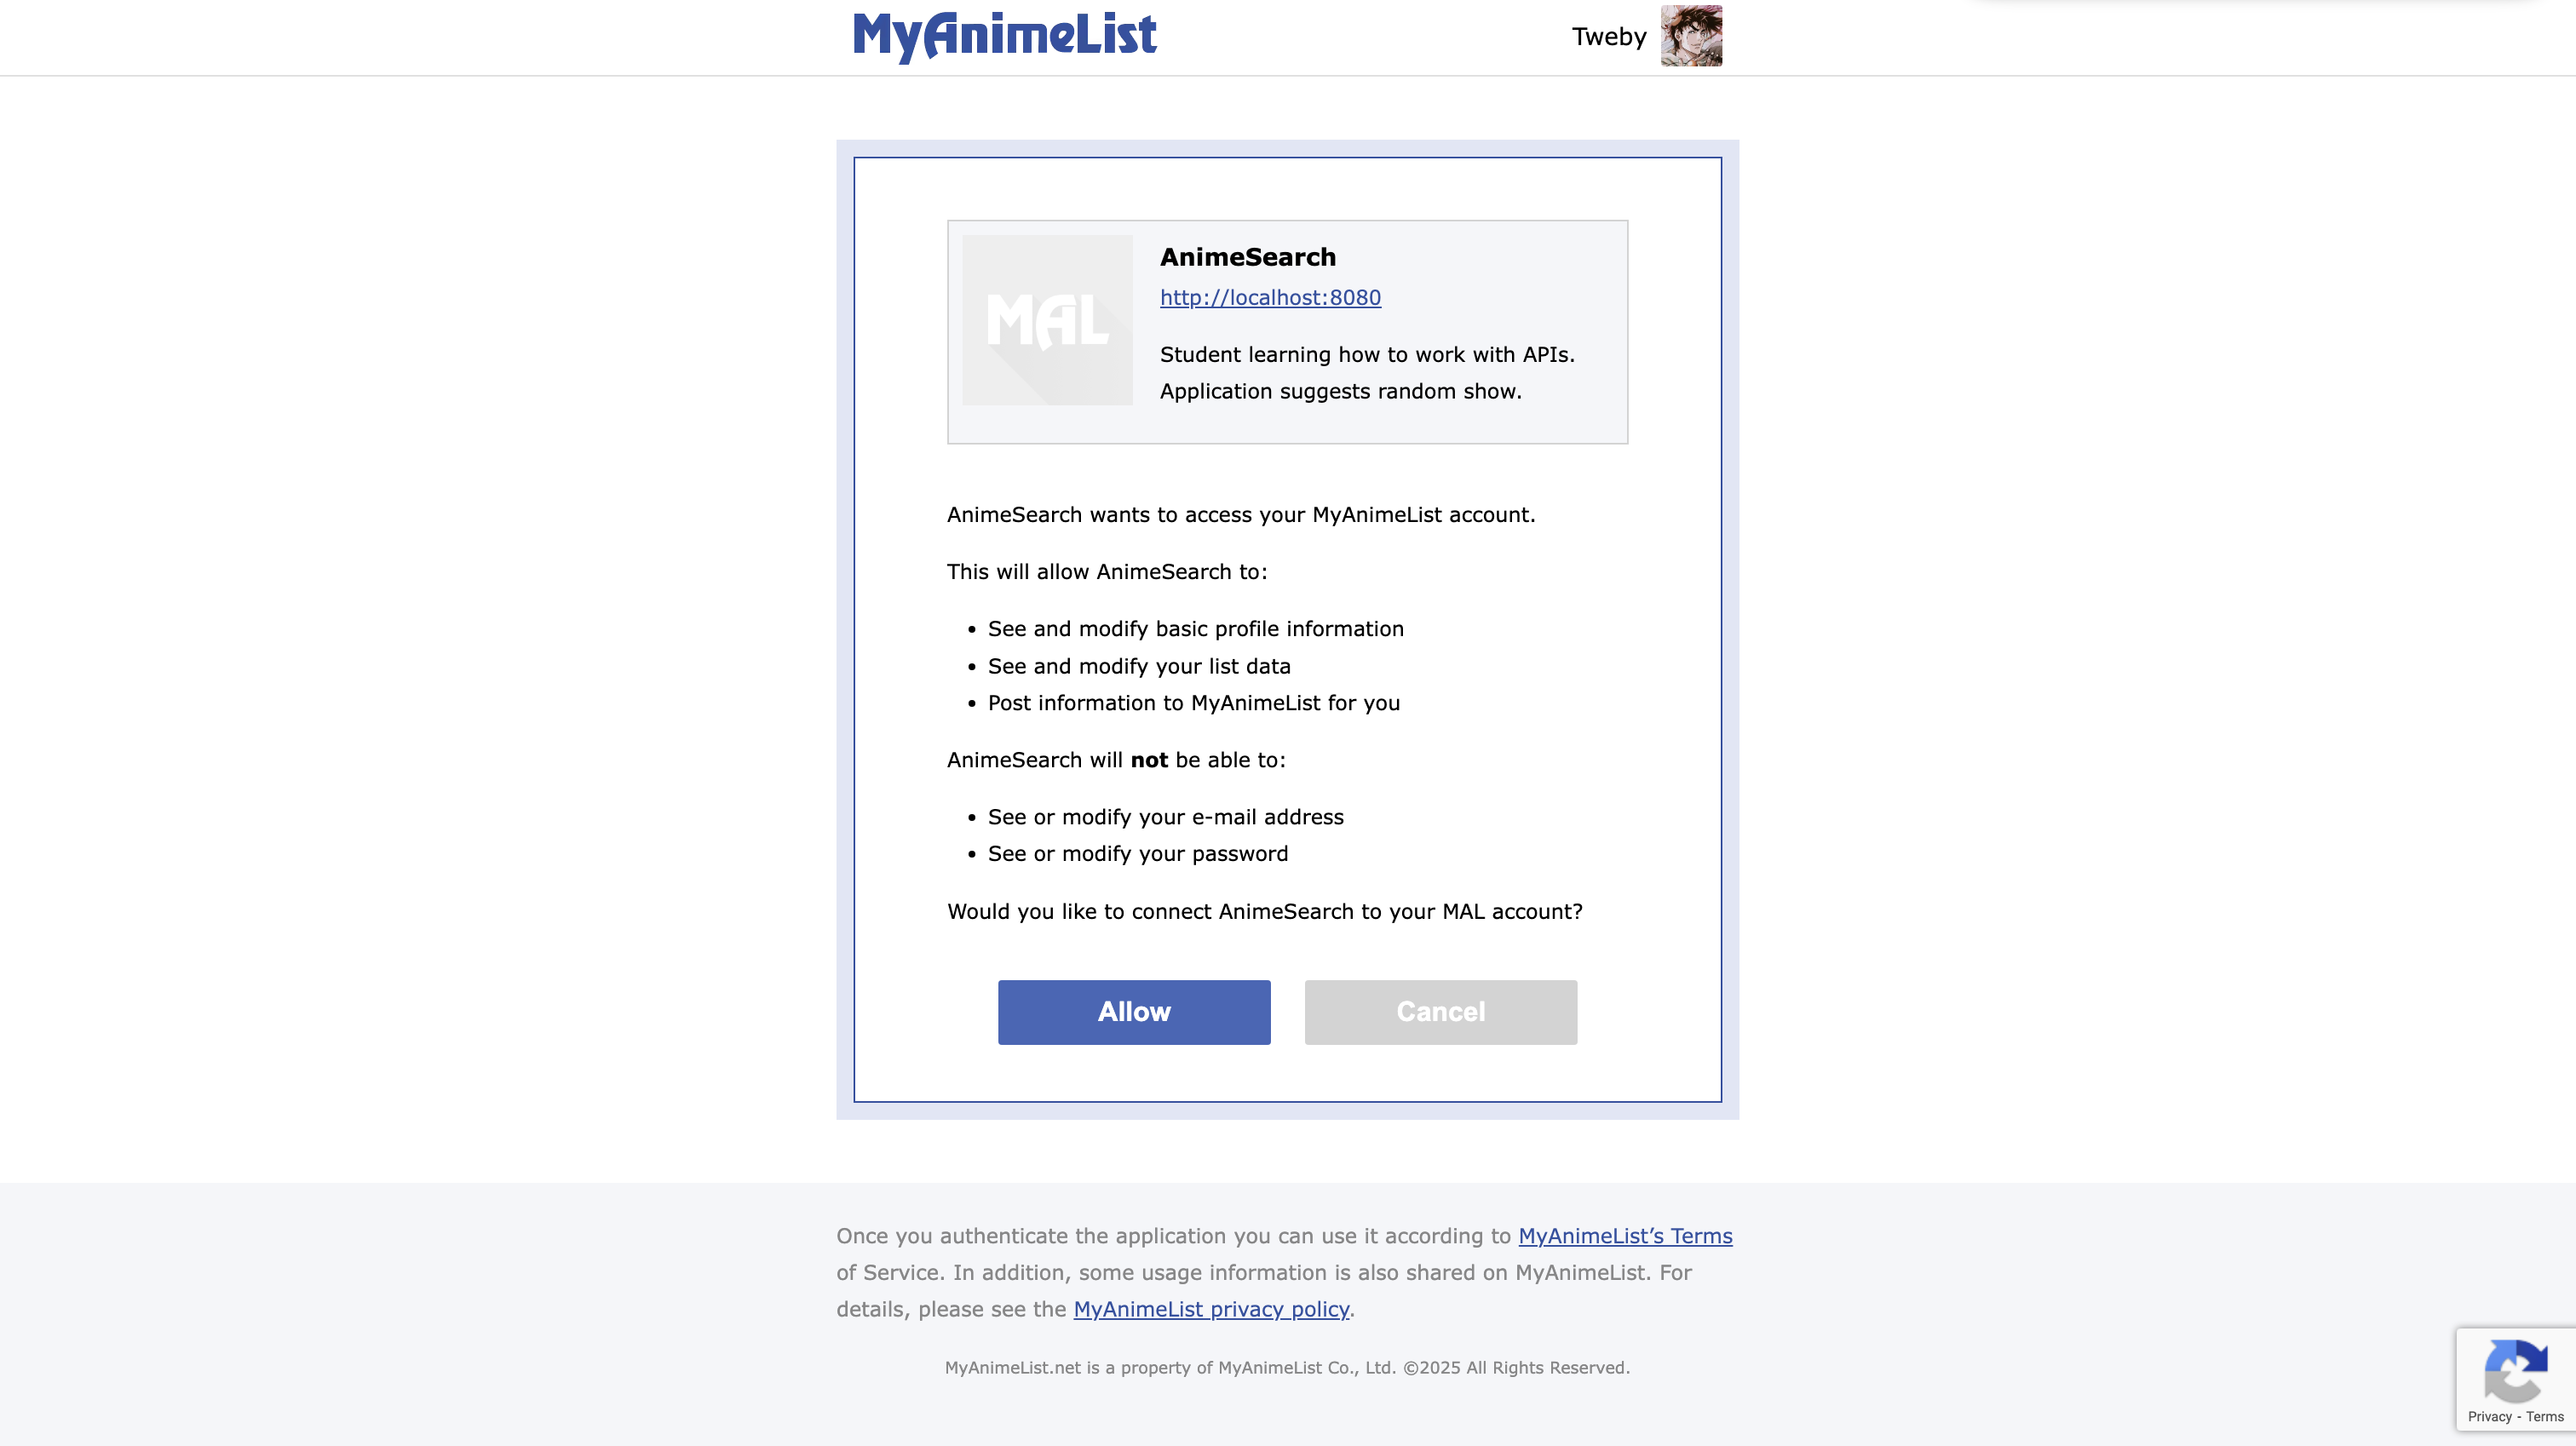 MyAnimeList
Tweby
MAL
AnimeSearch
http://localhost:8080
Student learning how to work with APIs.
Application suggests random show.
AnimeSearch wants to access your MyAnimeList account.
This will allow AnimeSearch to:
• See and modify basic profile information
• See and modify your list data
• Post information to MyAnimeList for you
AnimeSearch will not be able to:
• See or modify your e-mail address
• See or modify your password
Would you like to connect AnimeSearch to your MAL account?
Allow
Cancel
Once you authenticate the application you can use it according to MyAnimeList’s Terms
of Service. In addition, some usage information is also shared on MyAnimeList. For
details, please see the MyAnimeList privacy policy.
MyAnimeList.net is a property of MyAnimeList Co., Ltd. ©2025 All Rights Reserved.
Privacy - Terms